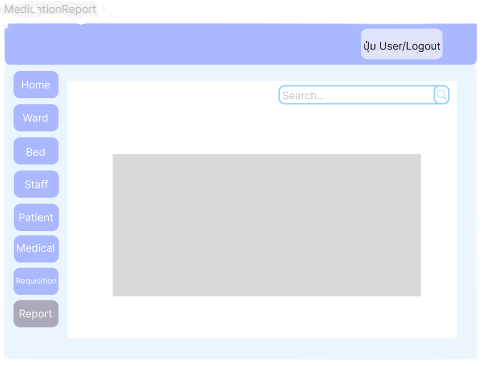 MedicationReport
ปุ่ม User/Logout
Search..
Home
Ward
Bed
Staff
Patient
Medical
Requisition
Report